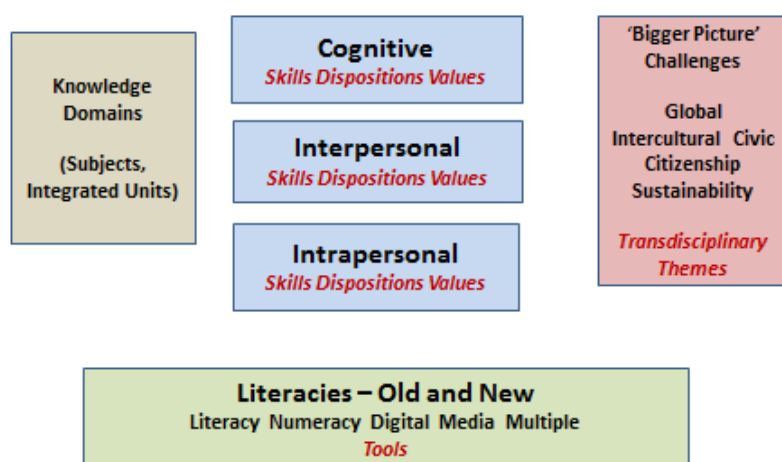 Knowledge
Domains
(Subjects,
Integrated Units)
Cognitive
Skills Dispositions Values
Interpersonal
Skills Dispositions Values
Intrapersonal
Skills Dispositions Values
‘Bigger Picture’
Challenges
Global
Intercultural Civic
Citizenship
Sustainability
Transdisciplinary
Themes
Literacies – Old and New
Literacy Numeracy Digital Media Multiple
Tools